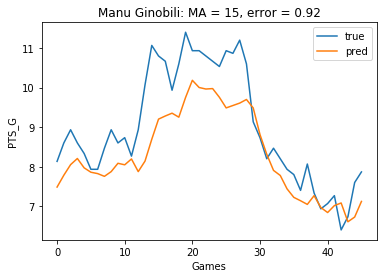 Manu Ginobili: MA = 15, error = 0.92
true
pred
PTS_G
11
10
9
8
7
0
10
20
30
40
Games